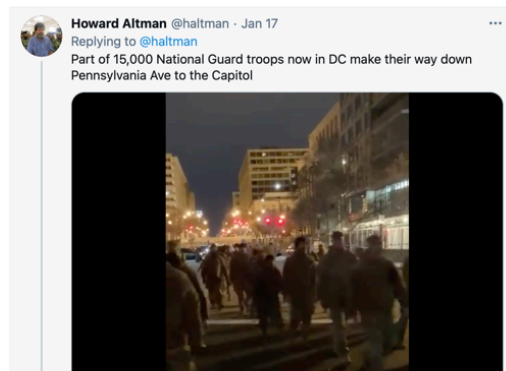 Howard Altman @haltman · Jan 17
Replying to @haltman
Part of 15,000 National Guard troops now in DC make their way down
Pennsylvania Ave to the Capitol